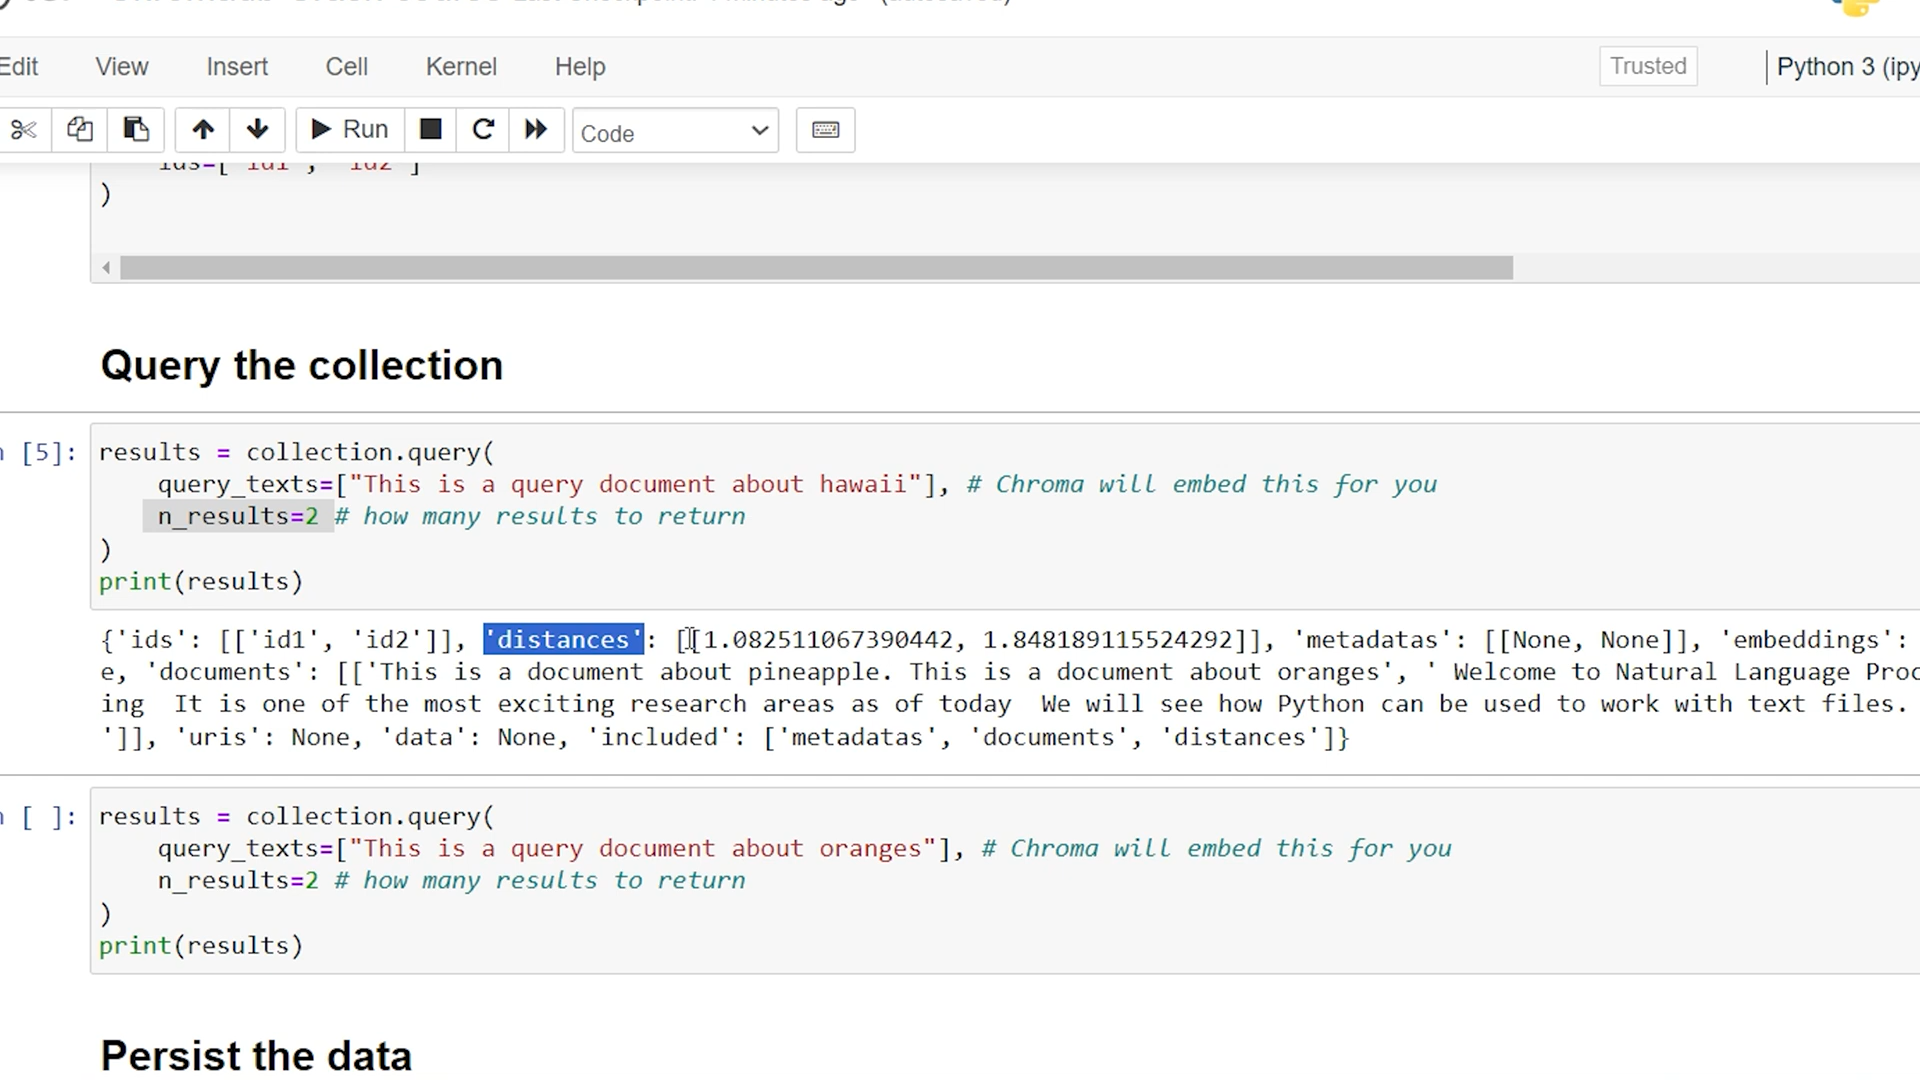 Edit View Insert Cell Kernel Help Trusted Python 3 (ipy
Run Code
ids=["id1", "id2"]
)
Query the collection
[5]: results = collection.query(
query_texts=["This is a query document about hawaii"], # Chroma will embed this for you
n_results=2 # how many results to return
)
print(results)
{'ids': [['id1', 'id2']], 'distances': [[1.082511067390442, 1.848189115524292]], 'metadatas': [[None, None]], 'embeddings':
e, 'documents': [['This is a document about pineapple. This is a document about oranges', ' Welcome to Natural Language Proc
ing  It is one of the most exciting research areas as of today  We will see how Python can be used to work with text files.
']], 'uris': None, 'data': None, 'included': ['metadatas', 'documents', 'distances']}
[ ]: results = collection.query(
query_texts=["This is a query document about oranges"], # Chroma will embed this for you
n_results=2 # how many results to return
)
print(results)
Persist the data